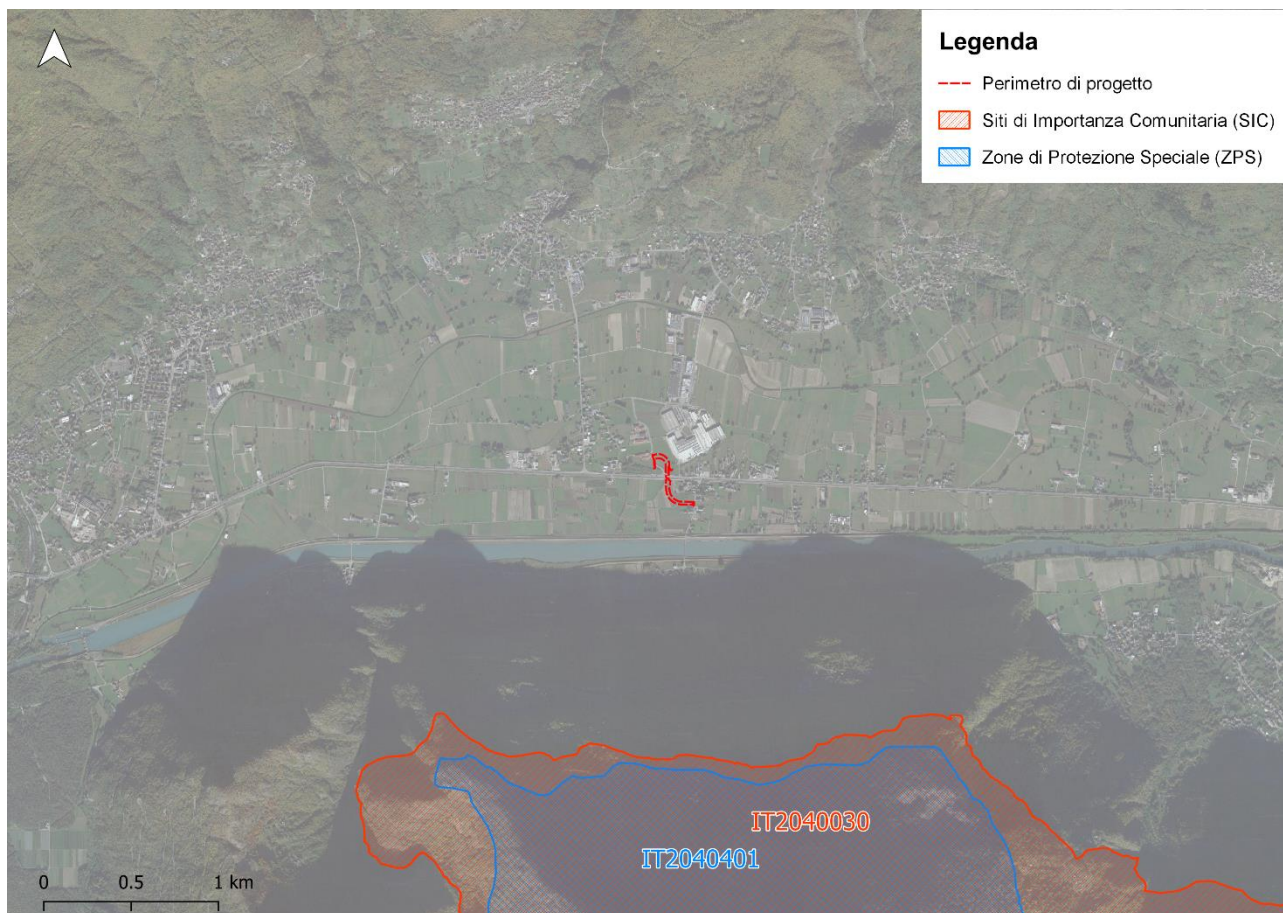 Legenda
Perimetro di progetto
Siti di Importanza Comunitaria (SIC)
Zone di Protezione Speciale (ZPS)
IT2040030
IT2040401
0 0.5 1 km